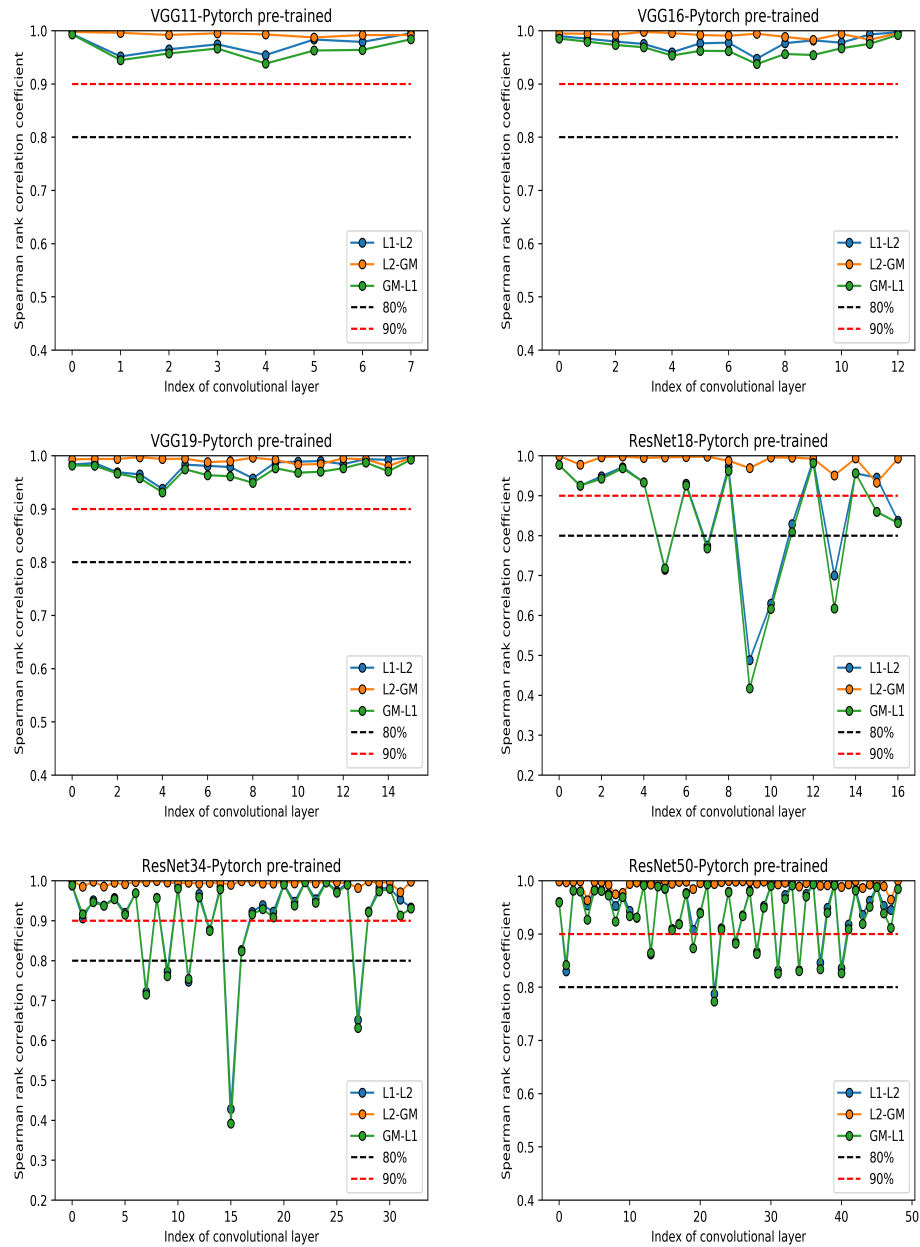 VGG11-Pytorch pre-trained
Spearman rank correlation coefficient
1.0
0.9
0.8
0.7
0.6
0.5
0.4
L1-L2
L2-GM
GM-L1
80%
90%
0 1 2 3 4 5 6 7
Index of convolutional layer
VGG16-Pytorch pre-trained
Spearman rank correlation coefficient
1.0
0.9
0.8
0.7
0.6
0.5
0.4
L1-L2
L2-GM
GM-L1
80%
90%
0 2 4 6 8 10 12
Index of convolutional layer
VGG19-Pytorch pre-trained
Spearman rank correlation coefficient
1.0
0.9
0.8
0.7
0.6
0.5
0.4
L1-L2
L2-GM
GM-L1
80%
90%
0 2 4 6 8 10 12 14
Index of convolutional layer
ResNet18-Pytorch pre-trained
Spearman rank correlation coefficient
1.0
0.9
0.8
0.7
0.6
0.5
0.4
0.3
0.2
L1-L2
L2-GM
GM-L1
80%
90%
0 2 4 6 8 10 12 14 16
Index of convolutional layer
ResNet34-Pytorch pre-trained
Spearman rank correlation coefficient
1.0
0.9
0.8
0.7
0.6
0.5
0.4
0.3
0.2
L1-L2
L2-GM
GM-L1
80%
90%
0 5 10 15 20 25 30
Index of convolutional layer
ResNet50-Pytorch pre-trained
Spearman rank correlation coefficient
1.0
0.9
0.8
0.7
0.6
0.5
0.4
L1-L2
L2-GM
GM-L1
80%
90%
0 10 20 30 40 50
Index of convolutional layer